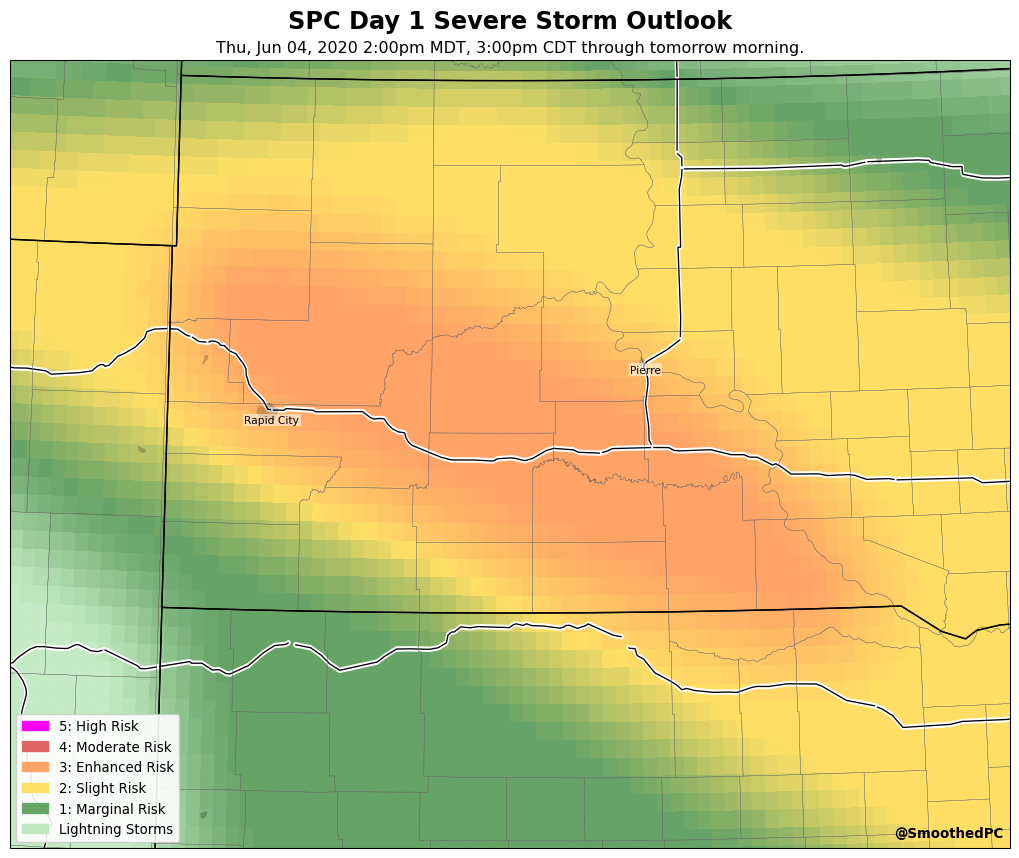 SPC Day 1 Severe Storm Outlook
Thu, Jun 04, 2020 2:00pm MDT, 3:00pm CDT through tomorrow morning.
Pierre
Rapid City
5: High Risk
4: Moderate Risk
3: Enhanced Risk
2: Slight Risk
1: Marginal Risk
Lightning Storms
@SmoothedPC